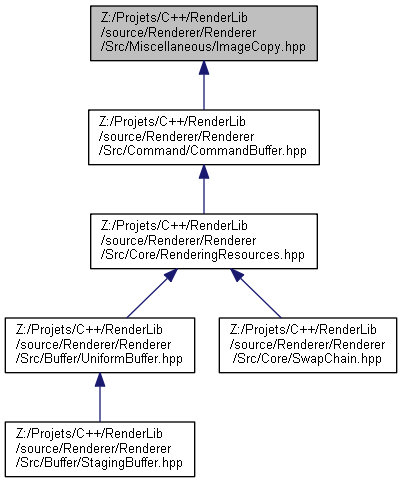 Z:/Projets/C++/RenderLib
/source/Renderer/Renderer
/Src/Miscellaneous/ImageCopy.hpp
Z:/Projets/C++/RenderLib
/source/Renderer/Renderer
/Src/Command/CommandBuffer.hpp
Z:/Projets/C++/RenderLib
/source/Renderer/Renderer
/Src/Core/RenderingResources.hpp
Z:/Projets/C++/RenderLib
/source/Renderer/Renderer
/Src/Buffer/UniformBuffer.hpp
Z:/Projets/C++/RenderLib
/source/Renderer/Renderer
/Src/Core/SwapChain.hpp
Z:/Projets/C++/RenderLib
/source/Renderer/Renderer
/Src/Buffer/StagingBuffer.hpp